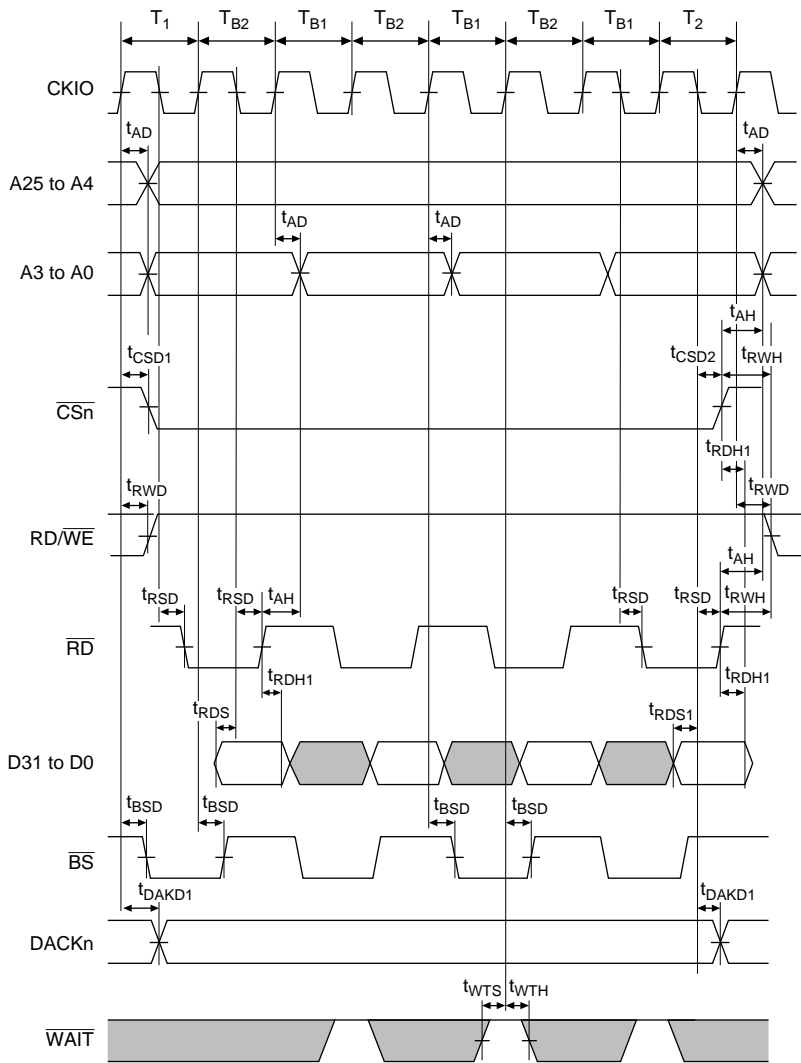 T1 TB2 TB1 TB2 TB1 TB2 TB1 T2
CKIO
tAD tAD
A25 to A4
tAD tAD
A3 to A0
tAH
tCSD1 tCSD2 tRWH
CSn
tRDH1
tRWD tRWD
RD/WE
tAH
tRSD tRSD tAH tRSD tRSD tRWH
RD
tRDH1 tRDH1
tRDS tRDS1
D31 to D0
tBSD tBSD tBSD tBSD
BS
tDAKD1 tDAKD1
DACKn
tWTS tWTH
WAIT